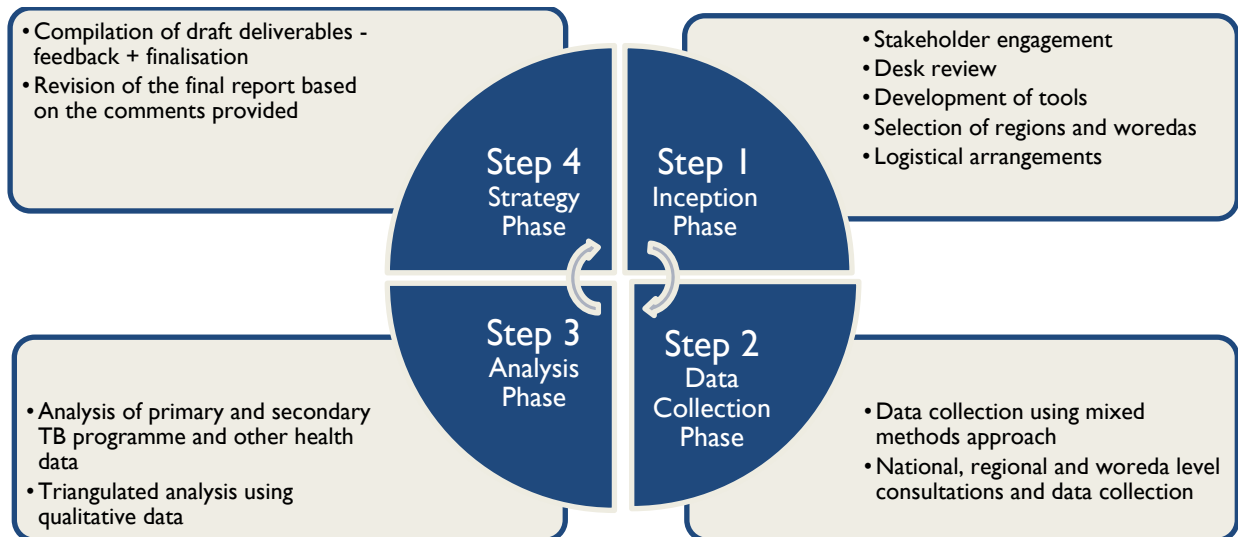 • Compilation of draft deliverables -
feedback + finalisation
• Revision of the final report based
on the comments provided
• Stakeholder engagement
• Desk review
• Development of tools
• Selection of regions and woredas
• Logistical arrangements
Step 4
Strategy
Phase
Step 1
Inception
Phase
Step 3
Analysis
Phase
Step 2
Data
Collection
Phase
• Analysis of primary and secondary
TB programme and other health
data
• Triangulated analysis using
qualitative data
• Data collection using mixed
methods approach
• National, regional and woreda level
consultations and data collection